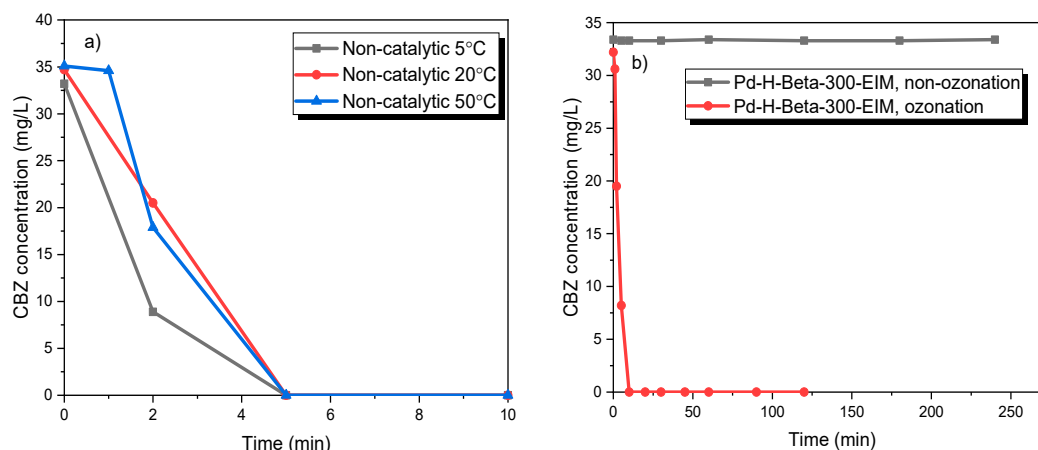 a)
Non-catalytic 5°C
Non-catalytic 20°C
Non-catalytic 50°C
CBZ concentration (mg/L)
40
35
30
25
20
15
10
5
0
0
2
4
6
8
10
Time (min)
b)
Pd-H-Beta-300-EIM, non-ozonation
Pd-H-Beta-300-EIM, ozonation
CBZ concentration (mg/L)
35
30
25
20
15
10
5
0
0
50
100
150
200
250
Time (min)